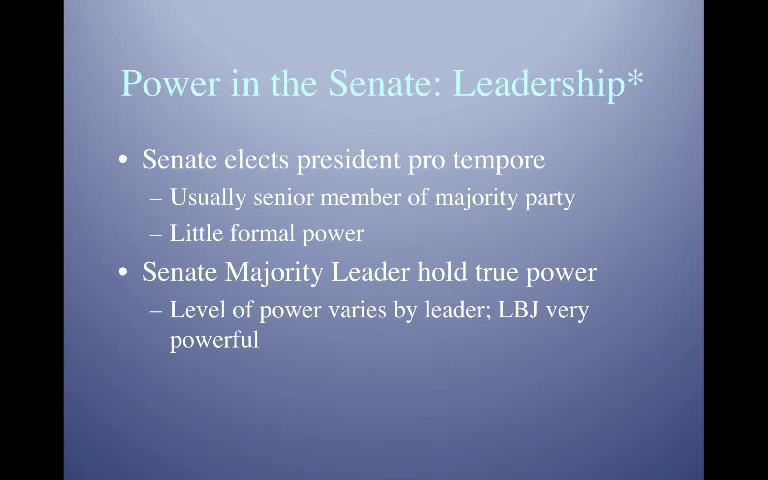 Power in the Senate: Leadership*
• Senate elects president pro tempore
– Usually senior member of majority party
– Little formal power
• Senate Majority Leader hold true power
– Level of power varies by leader; LBJ very
powerful